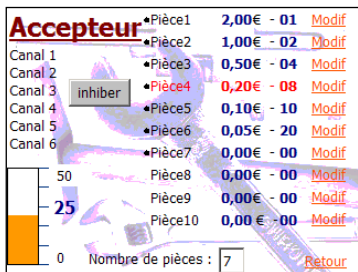 Accepteur
Canal 1
Canal 2
Canal 3
Canal 4
Canal 5
Canal 6
inhiber
Pièce1 2,00€ - 01 Modif
Pièce2 1,00€ - 02 Modif
Pièce3 0,50€ - 04 Modif
Pièce4 0,20€ - 08 Modif
Pièce5 0,10€ - 10 Modif
Pièce6 0,05€ - 20 Modif
Pièce7 0,00€ - 00 Modif
Pièce8 0,00€ - 00 Modif
Pièce9 0,00€ - 00 Modif
Pièce10 0,00 € - 00 Modif
50
25
0
Nombre de pièces : 7
Retour